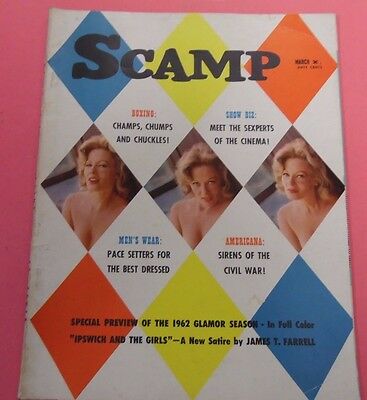 SCAMP
MARCH
FIFTY CENTS
BOXING:
CHAMPS, CHUMPS
AND CHUCKLES!
SHOW BIZ:
MEET THE SEXPERTS
OF THE CINEMA!
MEN'S WEAR:
PACE SETTERS FOR
THE BEST DRESSED
AMERICANA:
SIRENS OF THE
CIVIL WAR!
SPECIAL PREVIEW OF THE 1962 GLAMOR SEASON - In Full Color
"IPSWICH AND THE GIRLS"—A New Satire by JAMES T. FARRELL